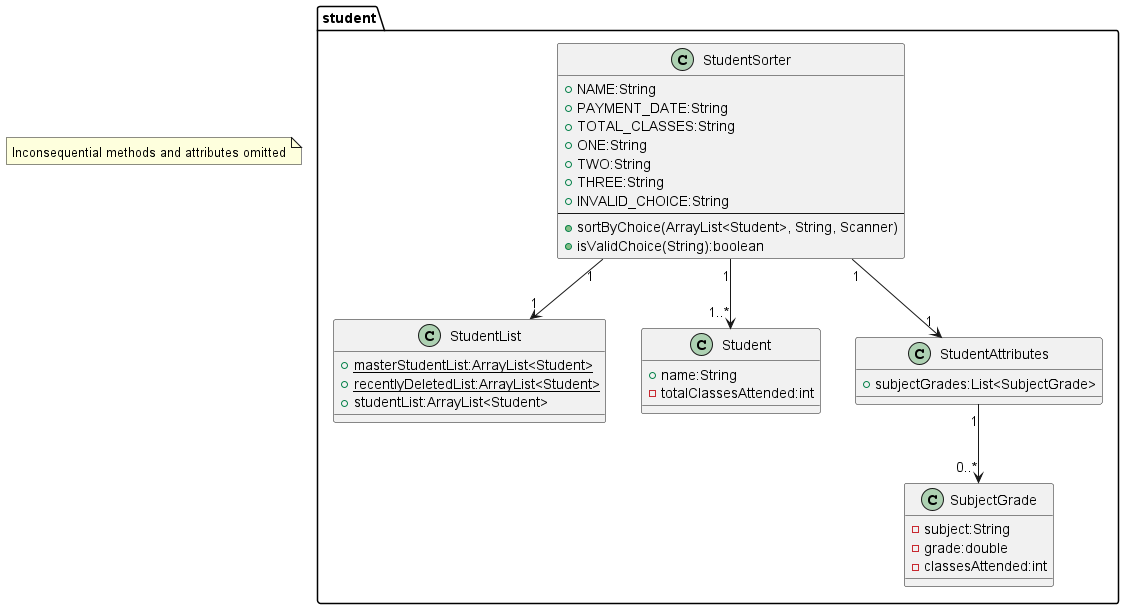 student
Inconsequential methods and attributes omitted
C StudentSorter
NAME:String
PAYMENT_DATE:String
TOTAL_CLASSES:String
ONE:String
TWO:String
THREE:String
INVALID_CHOICE:String
sortByChoice(ArrayList<Student>, String, Scanner)
isValidChoice(String):boolean
1
1
1
1
1..*
1
C StudentList
masterStudentList:ArrayList<Student>
recentlyDeletedList:ArrayList<Student>
studentList:ArrayList<Student>
C Student
name:String
totalClassesAttended:int
C StudentAttributes
subjectGrades:List<SubjectGrade>
1
0..*
C SubjectGrade
subject:String
grade:double
classesAttended:int